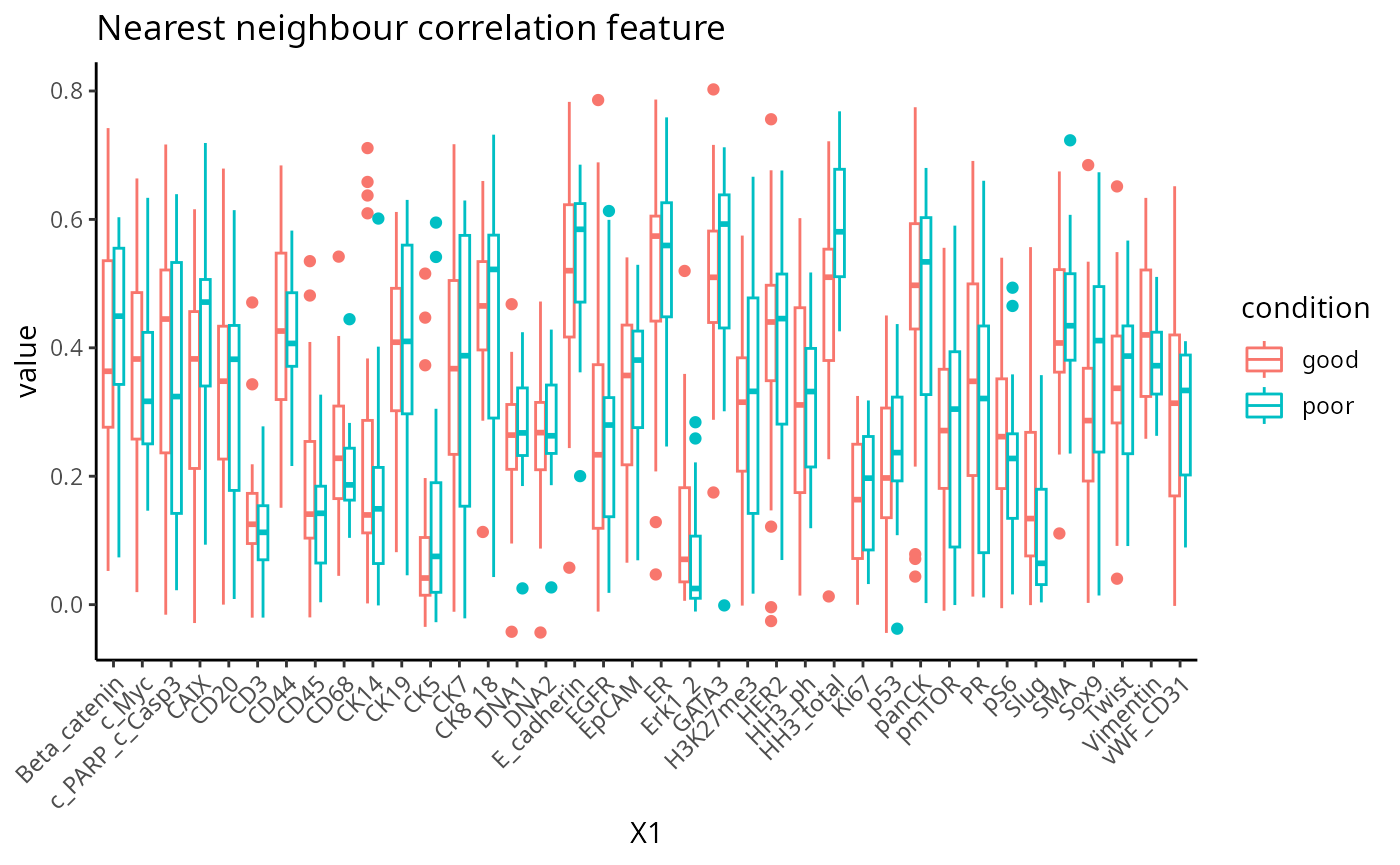 Nearest neighbour correlation feature
value
0.8
0.6
0.4
0.2
0.0
Beta_catenin
c_Myc
c_PARP_c_Casp3
CAIX
CD20
CD3
CD44
CD45
CD68
CK14
CK19
CK5
CK7
CK8_18
DNA1
DNA2
E_cadherin
EGFR
EpCAM
ER
Erk1_2
GATA3
H3K27me3
HER2
HH3_ph
HH3_total
Ki67
p53
panCK
pmTOR
PR
pS6
Slug
SMA
Sox9
Twist
Vimentin
vWF_CD31
X1
condition
good
poor